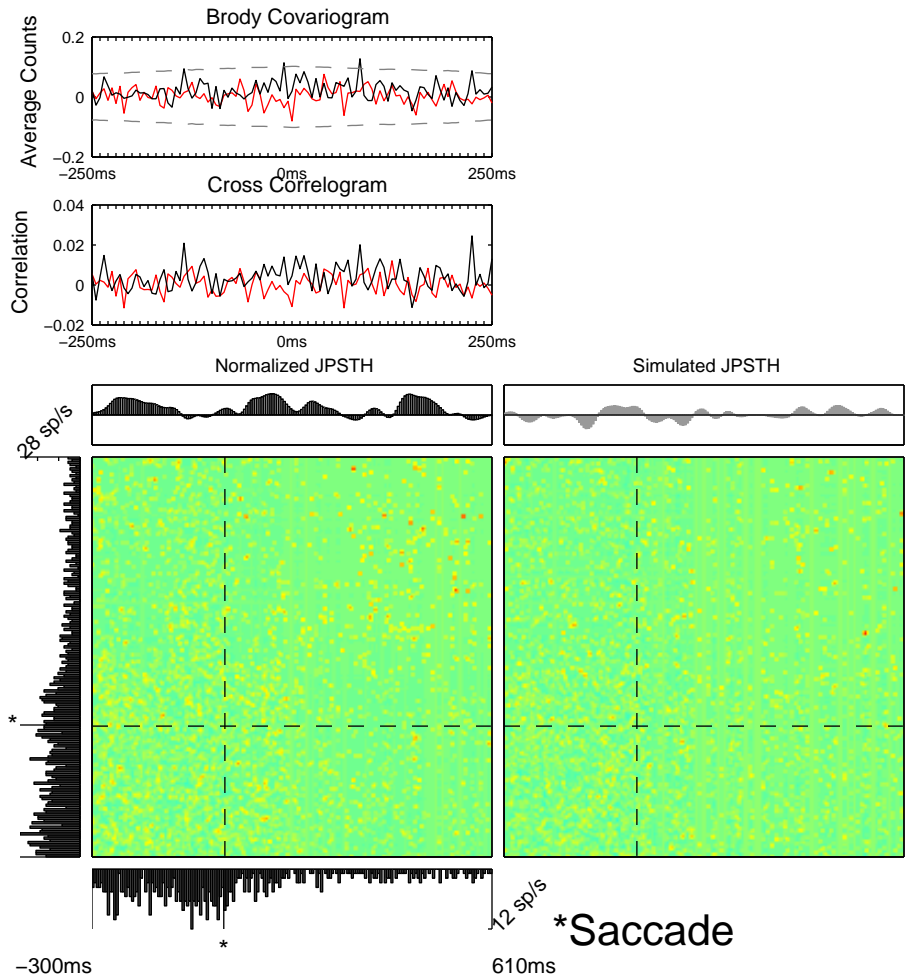 Brody Covariogram
Average Counts
0.2
0
−0.2
−250ms
0ms
250ms
Cross Correlogram
Correlation
0.04
0.02
0
−0.02
−250ms
0ms
250ms
Normalized JPSTH
Simulated JPSTH
28 sp/s
*
*
12 sp/s
*Saccade
−300ms
610ms